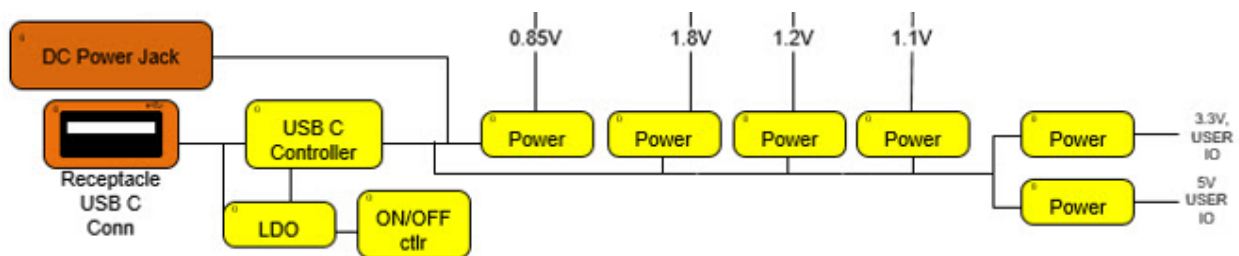 0.85V
1.8V
1.2V
1.1V
DC Power Jack
USB C
Controller
Power
Power
Power
Power
Power
3.3V,
USER
IO
Receptacle
USB C
Conn
LDO
ON/OFF
ctlr
Power
5V
USER
IO